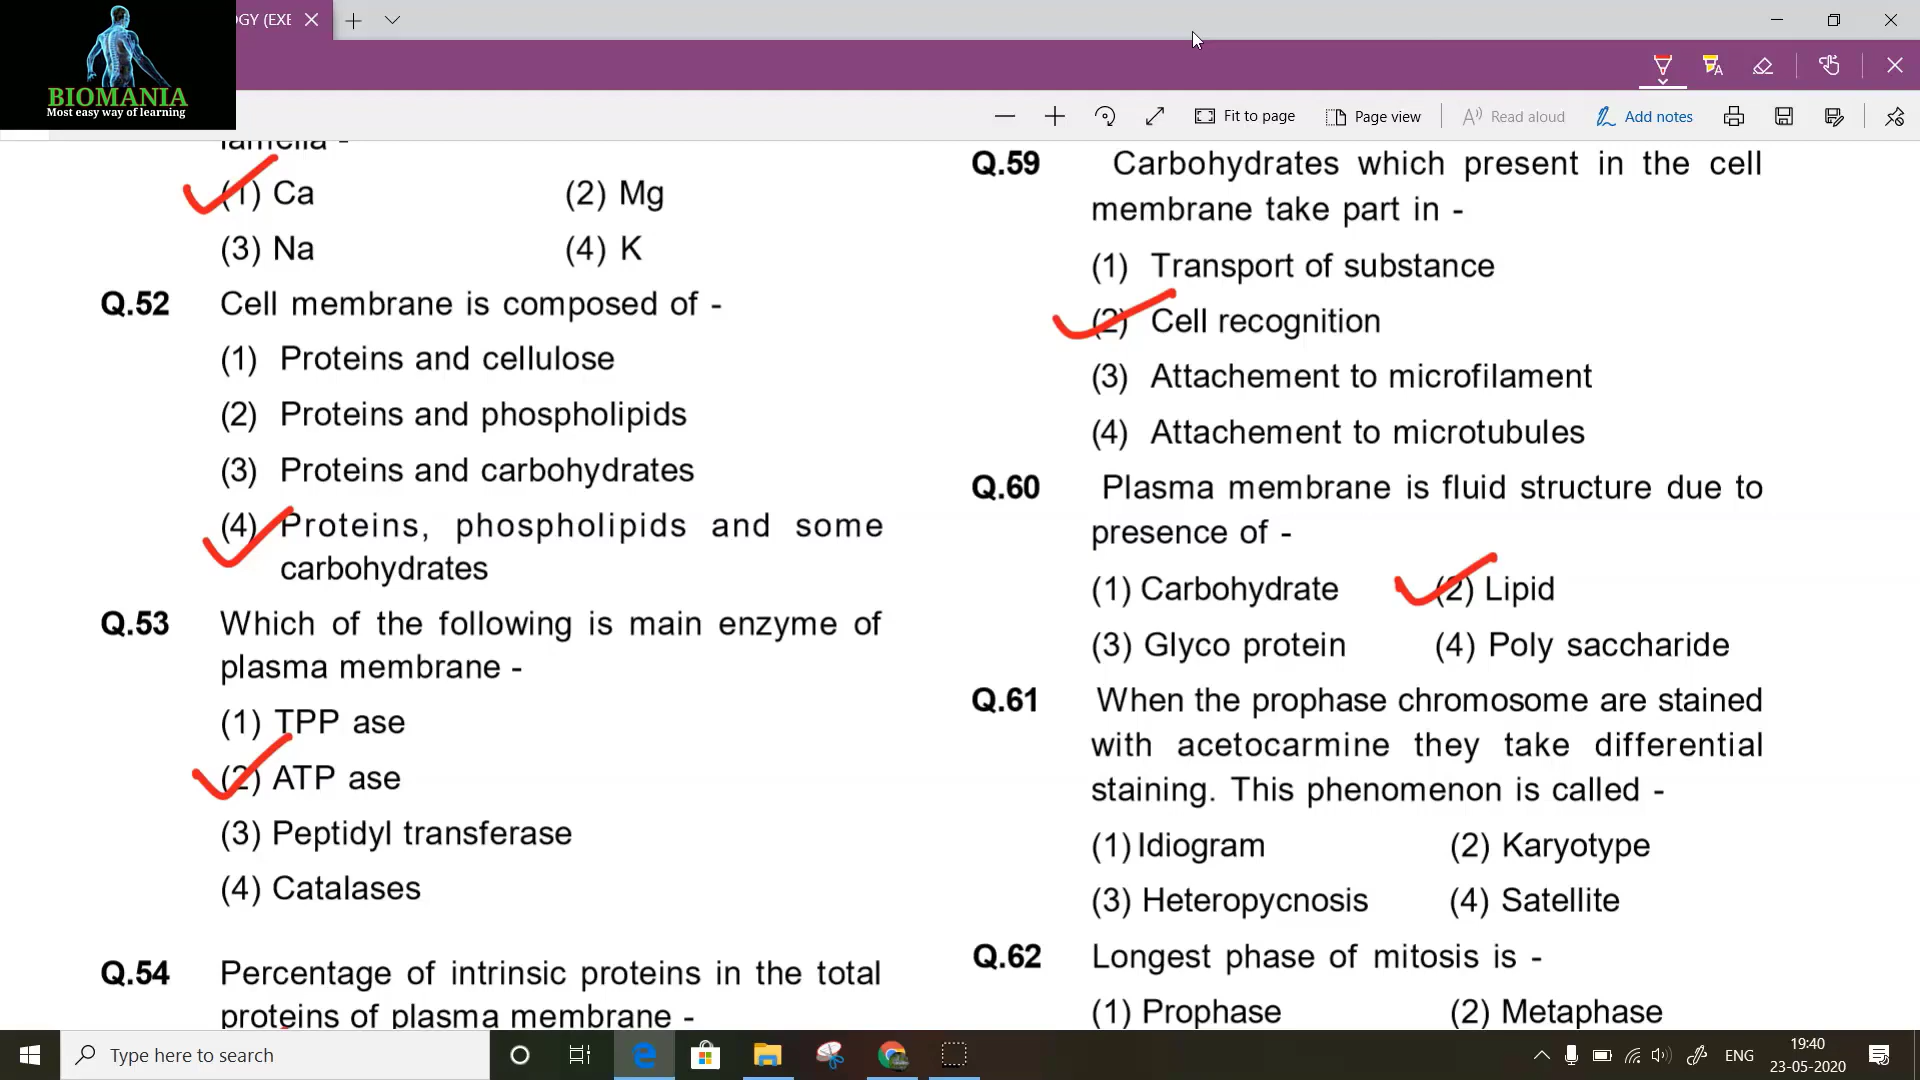 OGY (EXE
BIOMANIA
Most easy way of learning
Fit to page
Page view
Read aloud
Add notes
lamella -
(1) Ca
(2) Mg
(3) Na
(4) K
Q.52 Cell membrane is composed of -
(1) Proteins and cellulose
(2) Proteins and phospholipids
(3) Proteins and carbohydrates
(4) Proteins, phospholipids and some
carbohydrates
Q.53 Which of the following is main enzyme of
plasma membrane -
(1) TPP ase
(2) ATP ase
(3) Peptidyl transferase
(4) Catalases
Q.54 Percentage of intrinsic proteins in the total
proteins of plasma membrane -
Q.59 Carbohydrates which present in the cell
membrane take part in -
(1) Transport of substance
(2) Cell recognition
(3) Attachement to microfilament
(4) Attachement to microtubules
Q.60 Plasma membrane is fluid structure due to
presence of -
(1) Carbohydrate
(2) Lipid
(3) Glyco protein
(4) Poly saccharide
Q.61 When the prophase chromosome are stained
with acetocarmine they take differential
staining. This phenomenon is called -
(1) Idiogram
(2) Karyotype
(3) Heteropycnosis
(4) Satellite
Q.62 Longest phase of mitosis is -
(1) Prophase
(2) Metaphase
Type here to search
ENG
19:40
23-05-2020